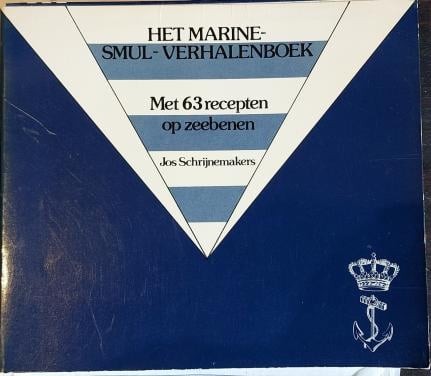 HET MARINE-
SMUL-VERHALENBOEK
Met 63 recepten
op zeebenen
Jos Schrijnemakers